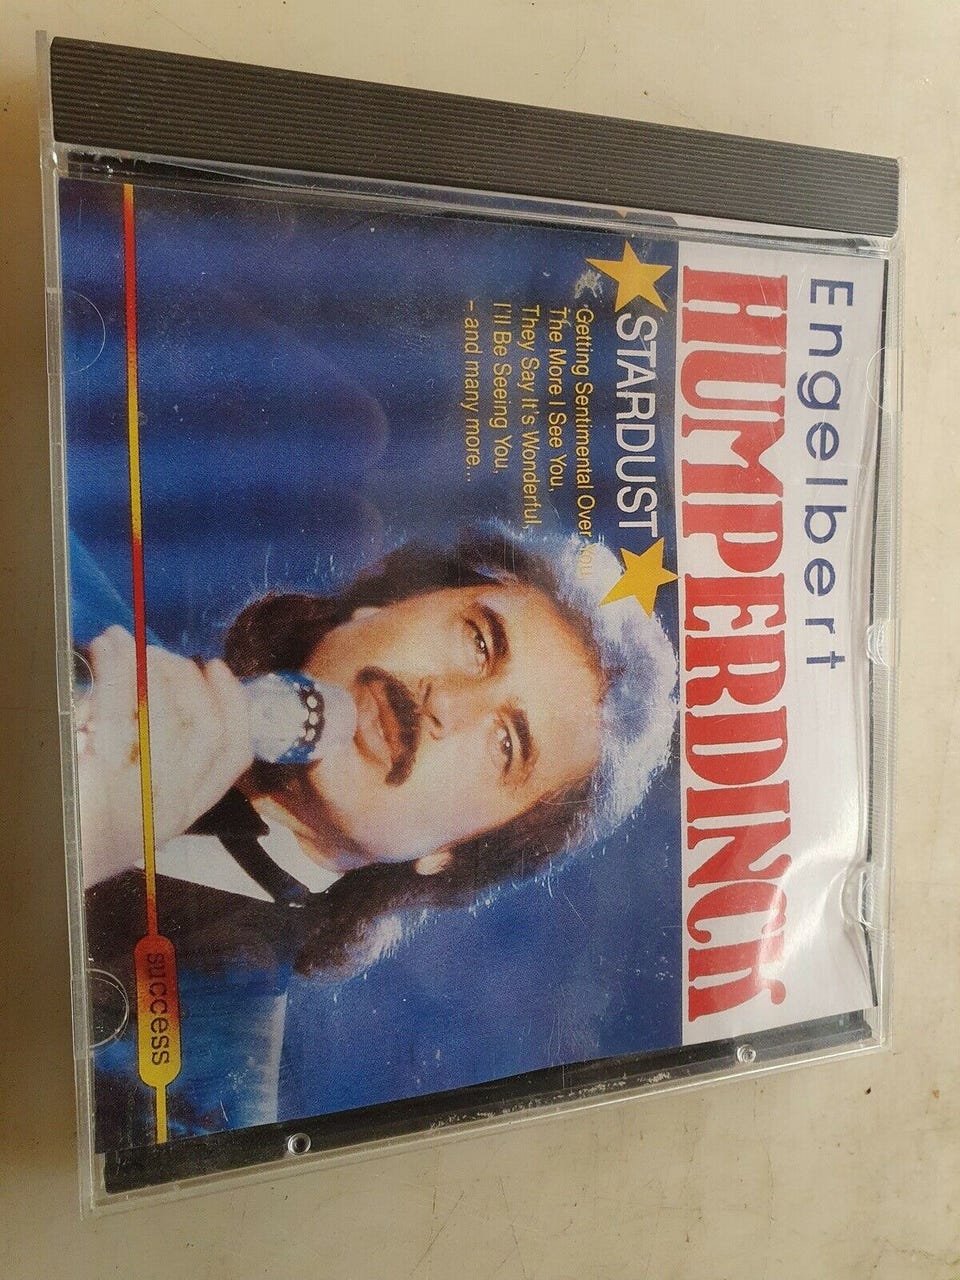 Engelbert
HUMPERDINCK
STARDUST
Getting Sentimental Over You,
The More I See You,
They Say It's Wonderful,
I'll Be Seeing You,
- and many more...
success